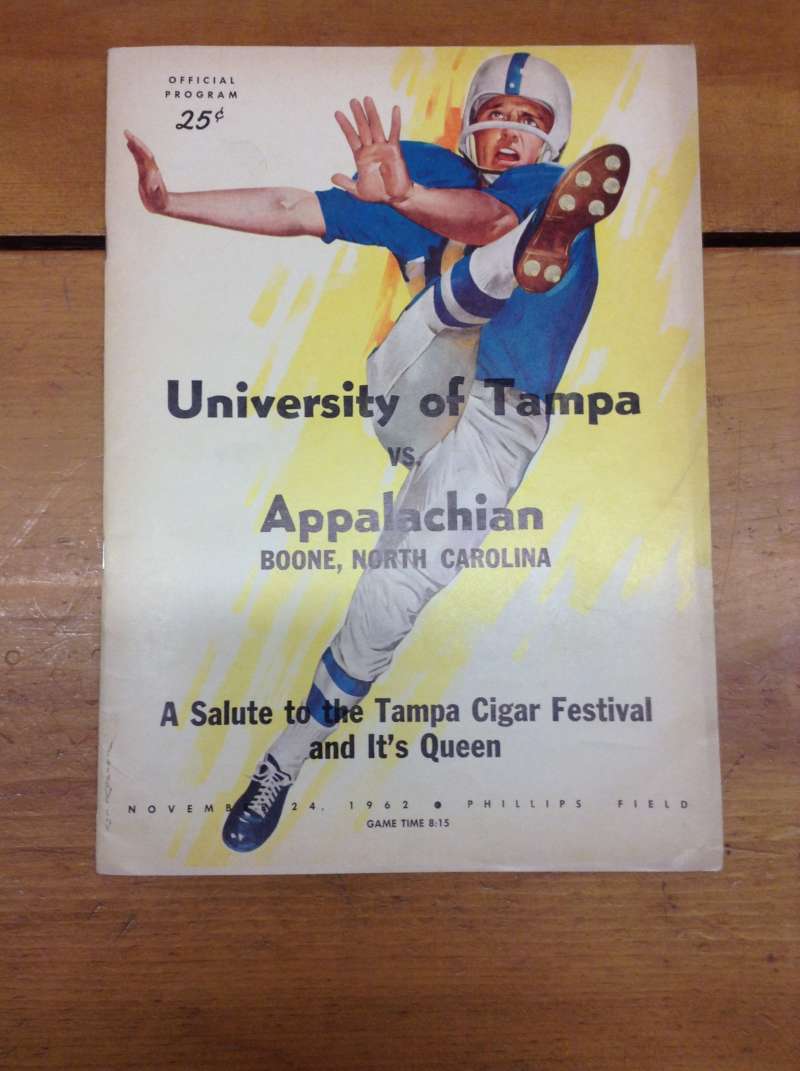 OFFICIAL
PROGRAM
25¢
University of Tampa
VS.
Appalachian
BOONE, NORTH CAROLINA
A Salute to the Tampa Cigar Festival
and It's Queen
NOVEMBER 24, 1962 • PHILLIPS FIELD
GAME TIME 8:15